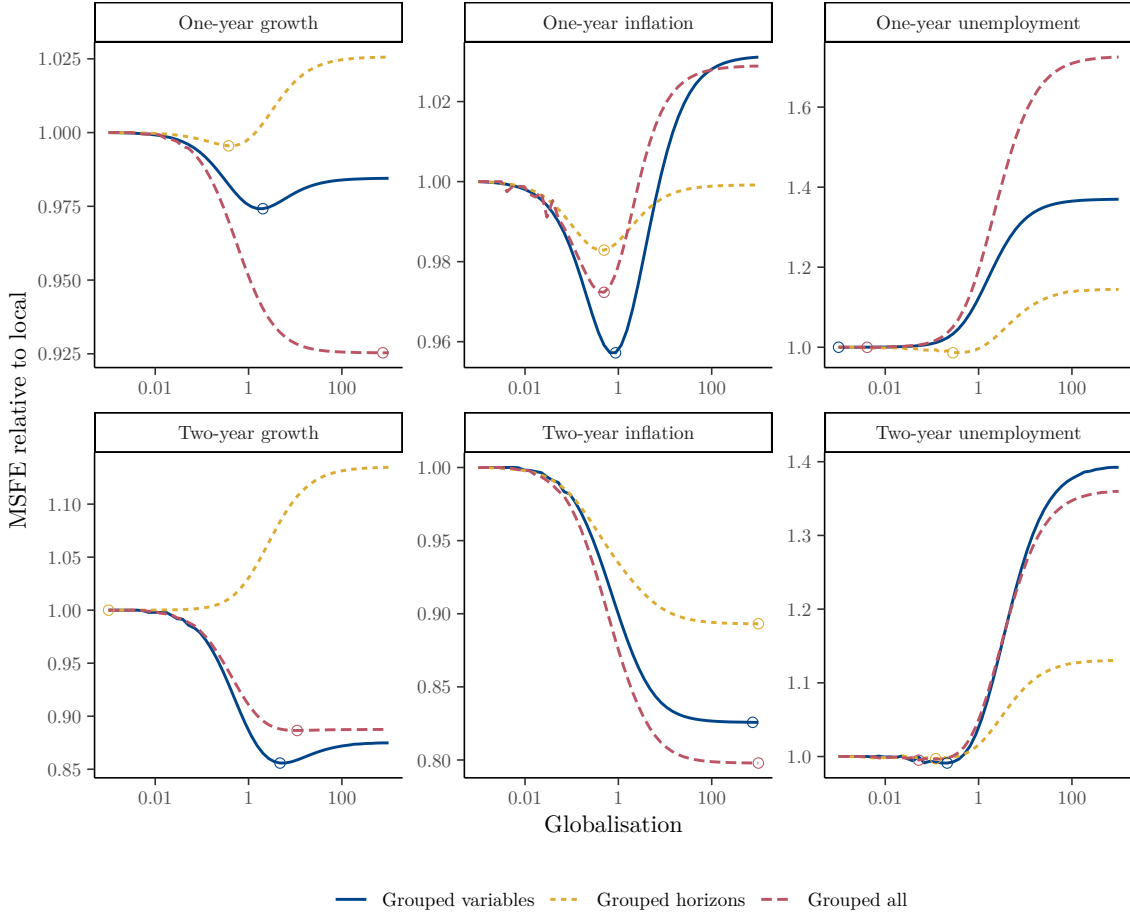 One-year growth
One-year inflation
One-year unemployment
1.025
1.000
0.975
0.950
0.925
1.02
1.00
0.98
0.96
1.6
1.4
1.2
1.0
0.01 1 100
0.01 1 100
0.01 1 100
MSFE relative to local
Two-year growth
Two-year inflation
Two-year unemployment
1.10
1.05
1.00
0.95
0.90
0.85
1.00
0.95
0.90
0.85
0.80
1.4
1.3
1.2
1.1
1.0
0.01 1 100
0.01 1 100
0.01 1 100
Globalisation
Grouped variables Grouped horizons Grouped all